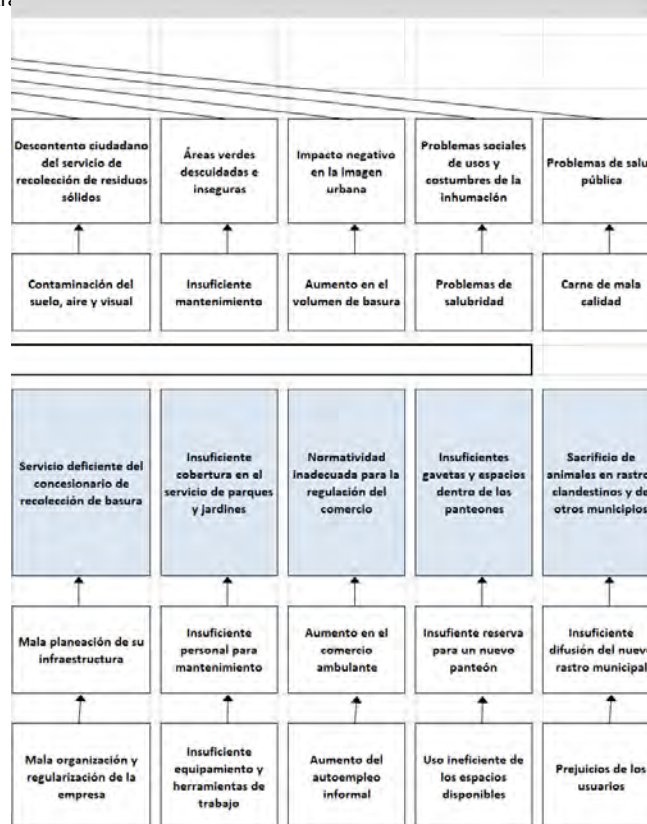 Descontento ciudadano
del servicio de
recolección de residuos
sólidos
Áreas verdes
descuidadas e
inseguras
Impacto negativo
en la imagen
urbana
Problemas sociales
de usos y
costumbres de la
inhumación
Problemas de salu
pública
Contaminación del
suelo, aire y visual
Insuficiente
mantenimiento
Aumento en el
volumen de basura
Problemas de
salubridad
Carne de mala
calidad
Servicio deficiente del
concesionario de
recolección de basura
Insuficiente
cobertura en el
servicio de parques
y jardines
Normatividad
inadecuada para la
regulación del
comercio
Insuficientes
gavetas y espacios
dentro de los
panteones
Sacrificio de
animales en rastro
clandestinos y de
otros municipios
Mala planeación de su
infraestructura
Insuficiente
personal para
mantenimiento
Aumento en el
comercio
ambulante
Insufiente reserva
para un nuevo
panteón
Insuficiente
difusión del nuevo
rastro municipal
Mala organización y
regularización de la
empresa
Insuficiente
equipamiento y
herramientas de
trabajo
Aumento del
autoempleo
informal
Uso ineficiente de
los espacios
disponibles
Prejuicios de los
usuarios